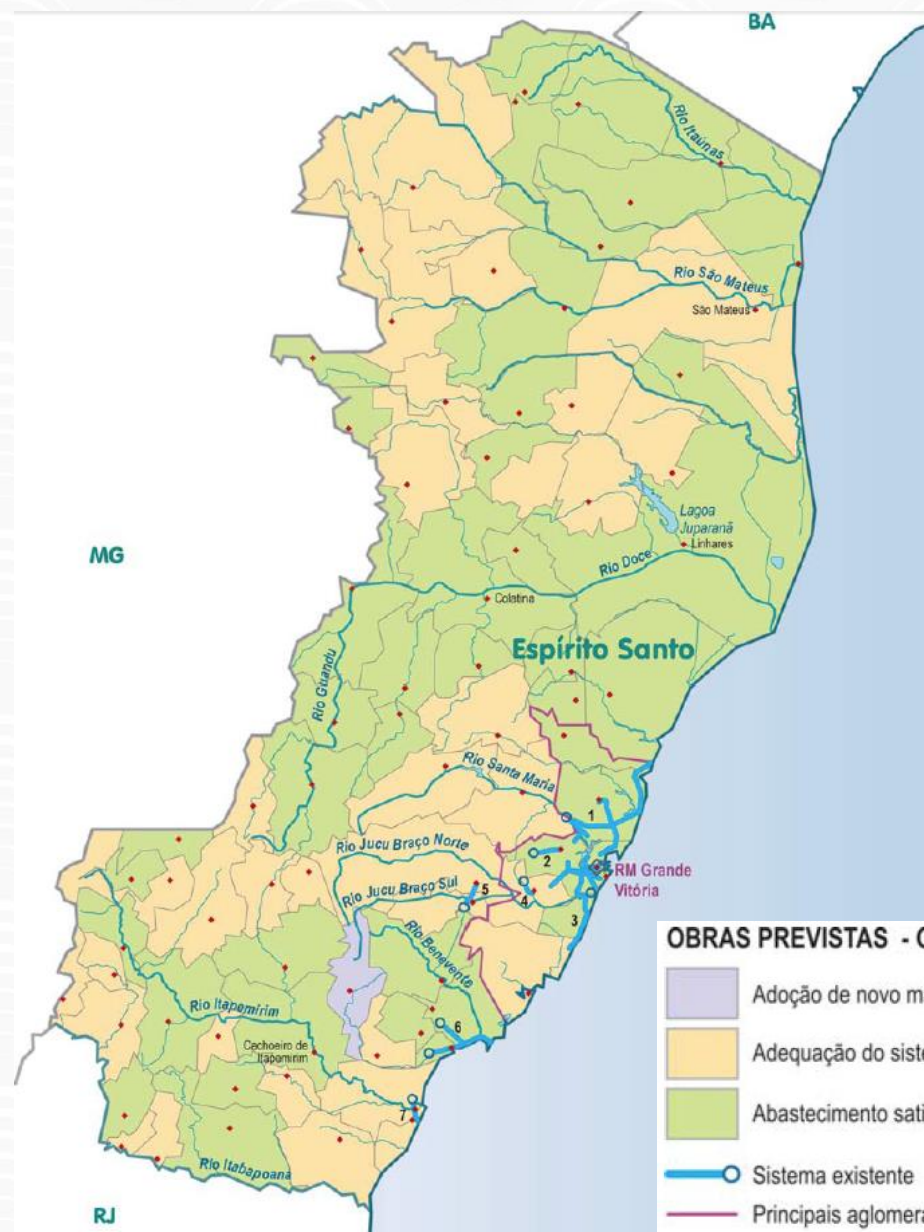 BA
Rio Itaúnas
Rio São Mateus
São Mateus
Lagoa
Juparanã
Linhares
MG
Rio Doce
Colatina
Espírito Santo
Rio Guandu
Rio Santa Maria
1
Rio Jucu Braço Norte
2
RM Grande
Vitória
Rio Jucu Braço Sul
5
4
3
Rio Benevente
OBRAS PREVISTAS - 
Adoção de novo m
Rio Itapemirim
6
Adequação do siste
Cachoeiro de
Itapemirim
Abastecimento sati
7
Rio Itabapoana
Sistema existente
RJ
Principais aglomera